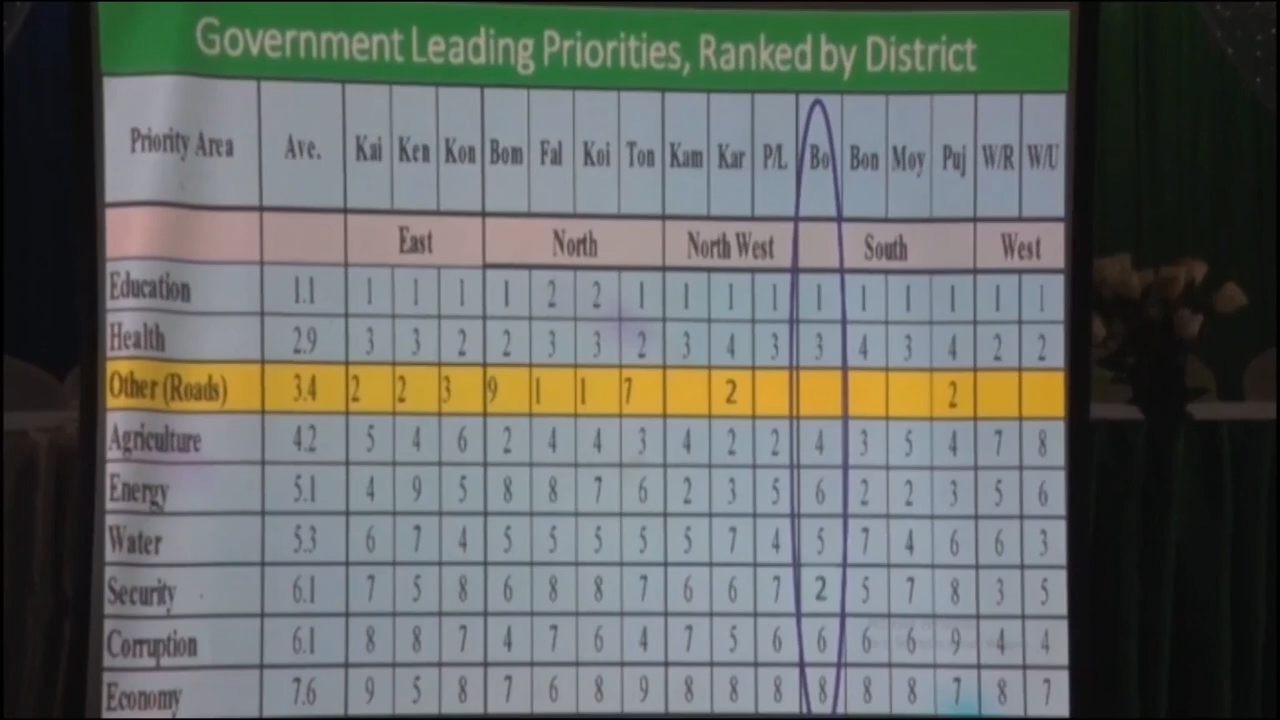 Government Leading Priorities, Ranked by District
Priority Area Ave. Kai Ken Kon Bom Fal Koi Ton Kam Kar P/L Bo Bon Moy Puj W/R W/U
East North North West South West
Education 1.1 1 1 1 1 2 2 1 1 1 1 1 1 1 1 1 1
Health 2.9 3 3 2 2 3 3 2 3 4 3 3 4 3 4 2 2
Other (Roads) 3.4 2 2 3 9 1 1 7 2 2
Agriculture 4.2 5 4 6 2 4 4 3 4 2 2 4 3 5 4 7 8
Energy 5.1 4 9 5 8 8 7 6 2 3 5 6 2 2 3 5 6
Water 5.3 6 7 4 5 5 5 5 5 7 4 5 7 4 6 6 3
Security 6.1 7 5 8 6 8 8 7 6 6 7 2 5 7 8 3 5
Corruption 6.1 8 8 7 4 7 6 4 7 5 6 6 6 6 9 4 4
Economy 7.6 9 5 8 7 6 8 9 8 8 8 8 8 8 7 8 7